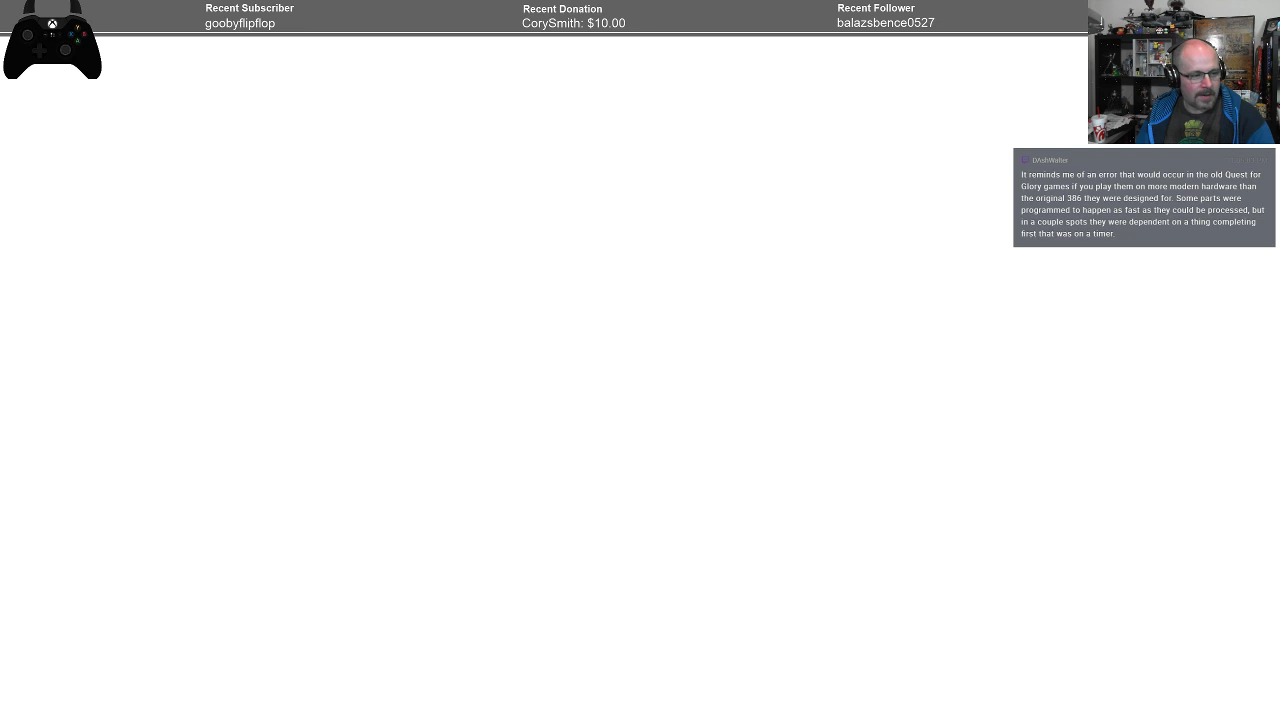 Recent Subscriber
goobyflipflop
Recent Donation
CorySmith: $10.00
Recent Follower
balazsbence0527
DAshWalter
It reminds me of an error that would occur in the old Quest for
Glory games if you play them on more modern hardware than
the original 386 they were designed for. Some parts were
programmed to happen as fast as they could be processed, but
in a couple spots they were dependent on a thing completing
first that was on a timer.